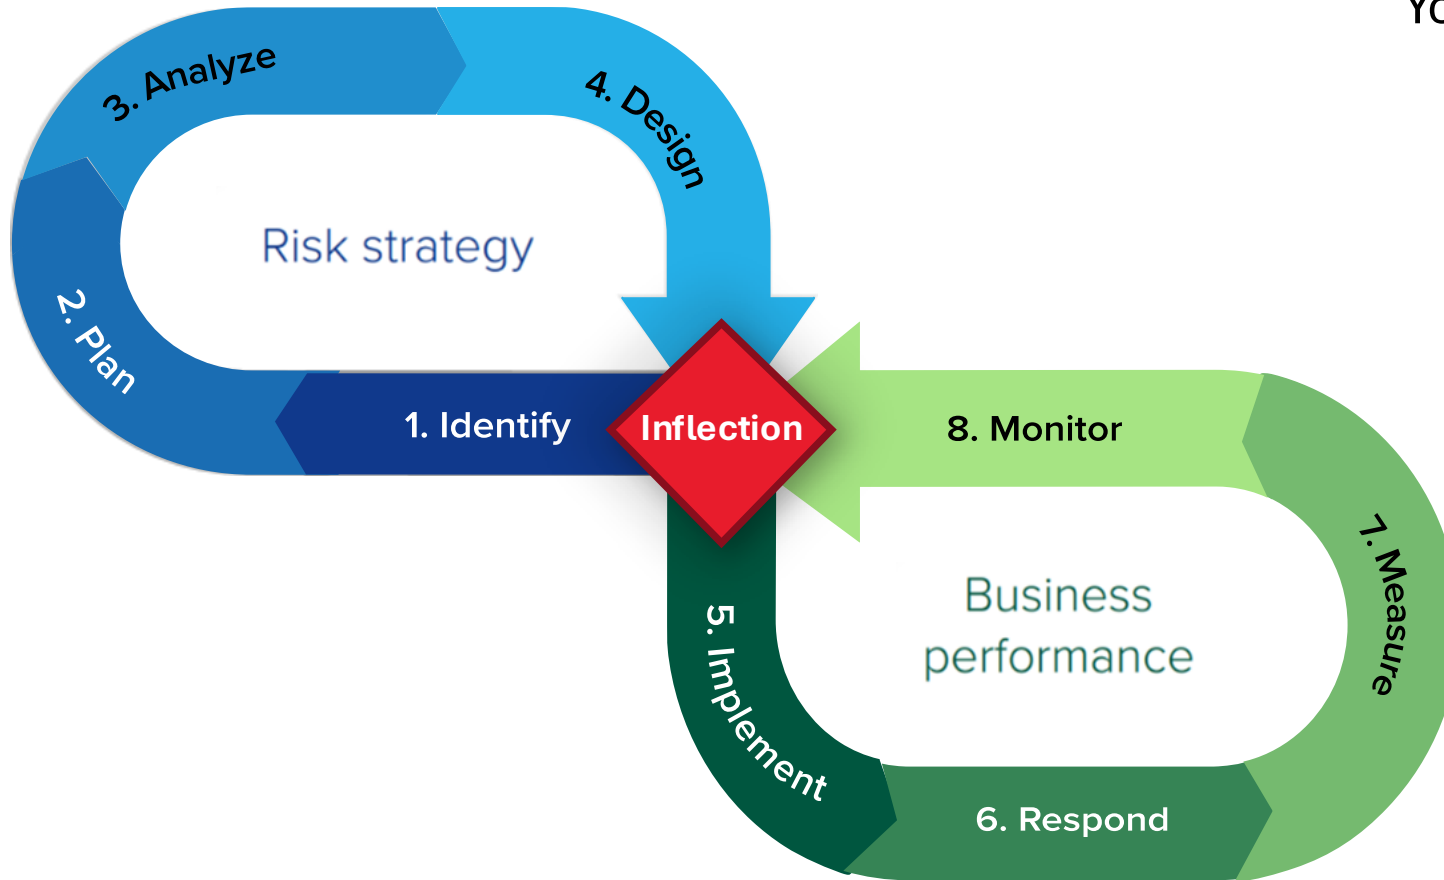 3. Analyze
4. Design
Risk strategy
2. Plan
1. Identify
Inflection
8. Monitor
7. Measure
Business
performance
5. Implement
6. Respond